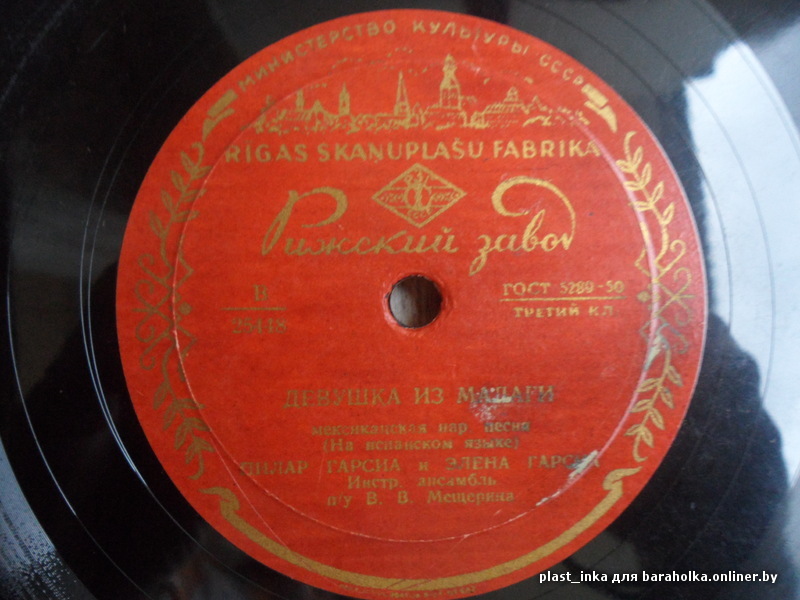 МИНИСТЕРСТВО КУЛЬТУРЫ СССР
RĪGAS SKAŅUPLAŠU FABRIKA
Рижский завод
В
25118
ГОСТ 5289-50
ТРЕТИЙ КЛ.
ДЕВУШКА ИЗ МАЛАГИ
мексиканская нар песня
(На испанском языке)
ПИЛАР ГАРСИА и ЭЛЕНА ГАРСИА
Инстр. ансамбль
п/у В. В. Мещерина
plast_inka для baraholka.onliner.by